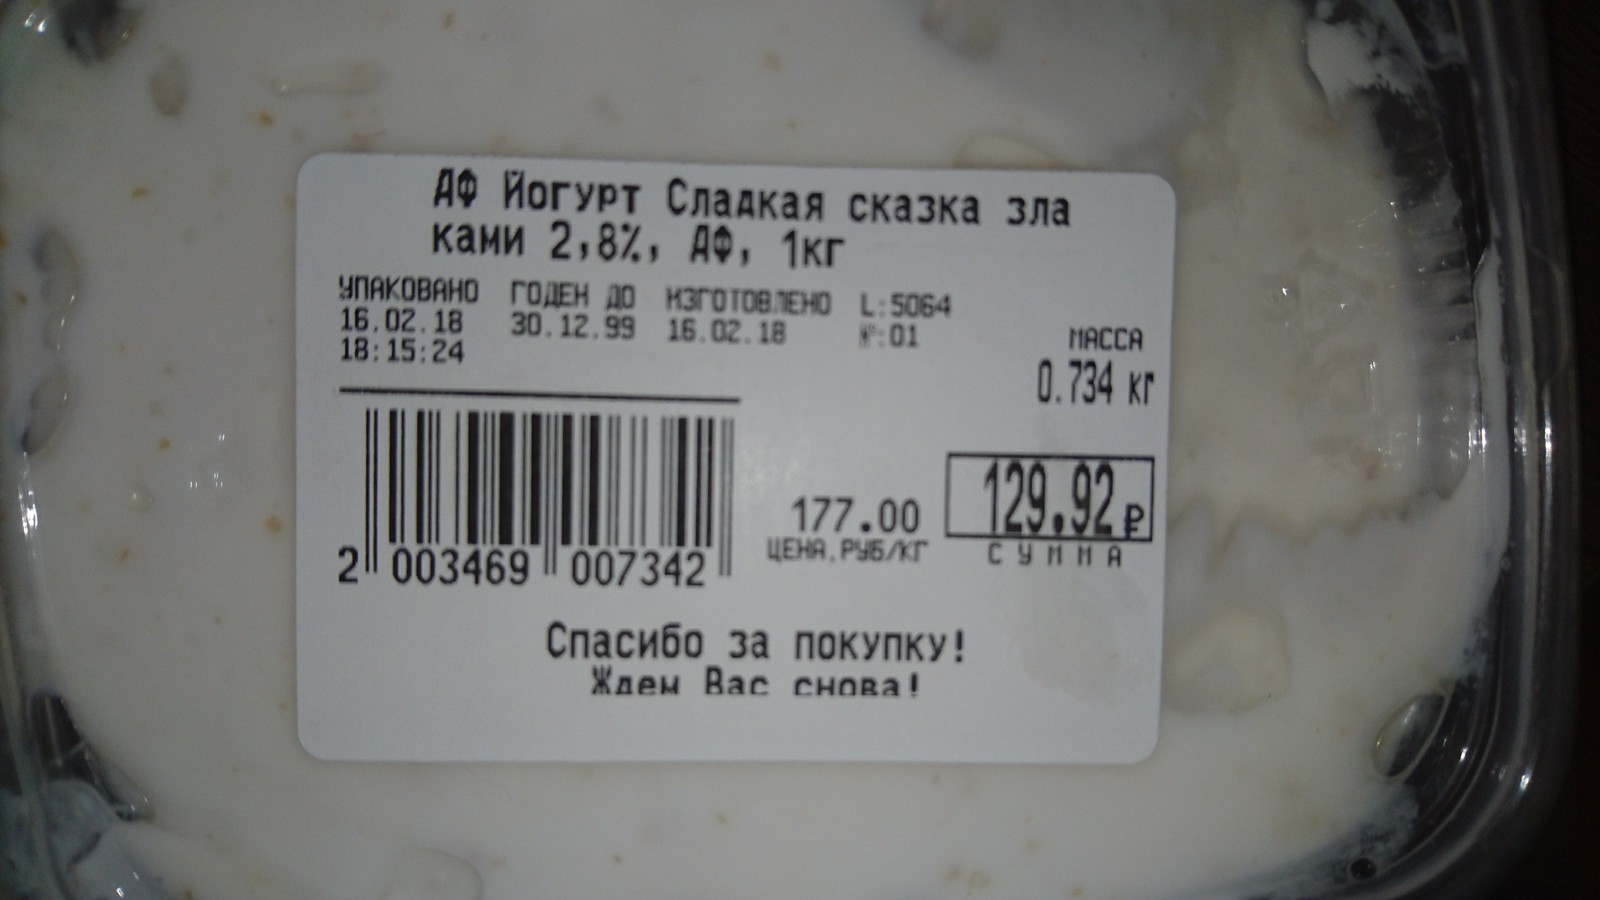 АФ Йогурт Сладкая сказка зла
ками 2,8%, АФ, 1кг
УПАКОВАНО ГОДЕН ДО ИЗГОТОВЛЕНО L:5064
16.02.18 30.12.99 16.02.18 №:01
18:15:24
МАССА
0.734 кг
177.00 129.92 ₽
ЦЕНА,РУБ/КГ СУММА
2 003469 007342
Спасибо за покупку!
Ждем Вас снова!